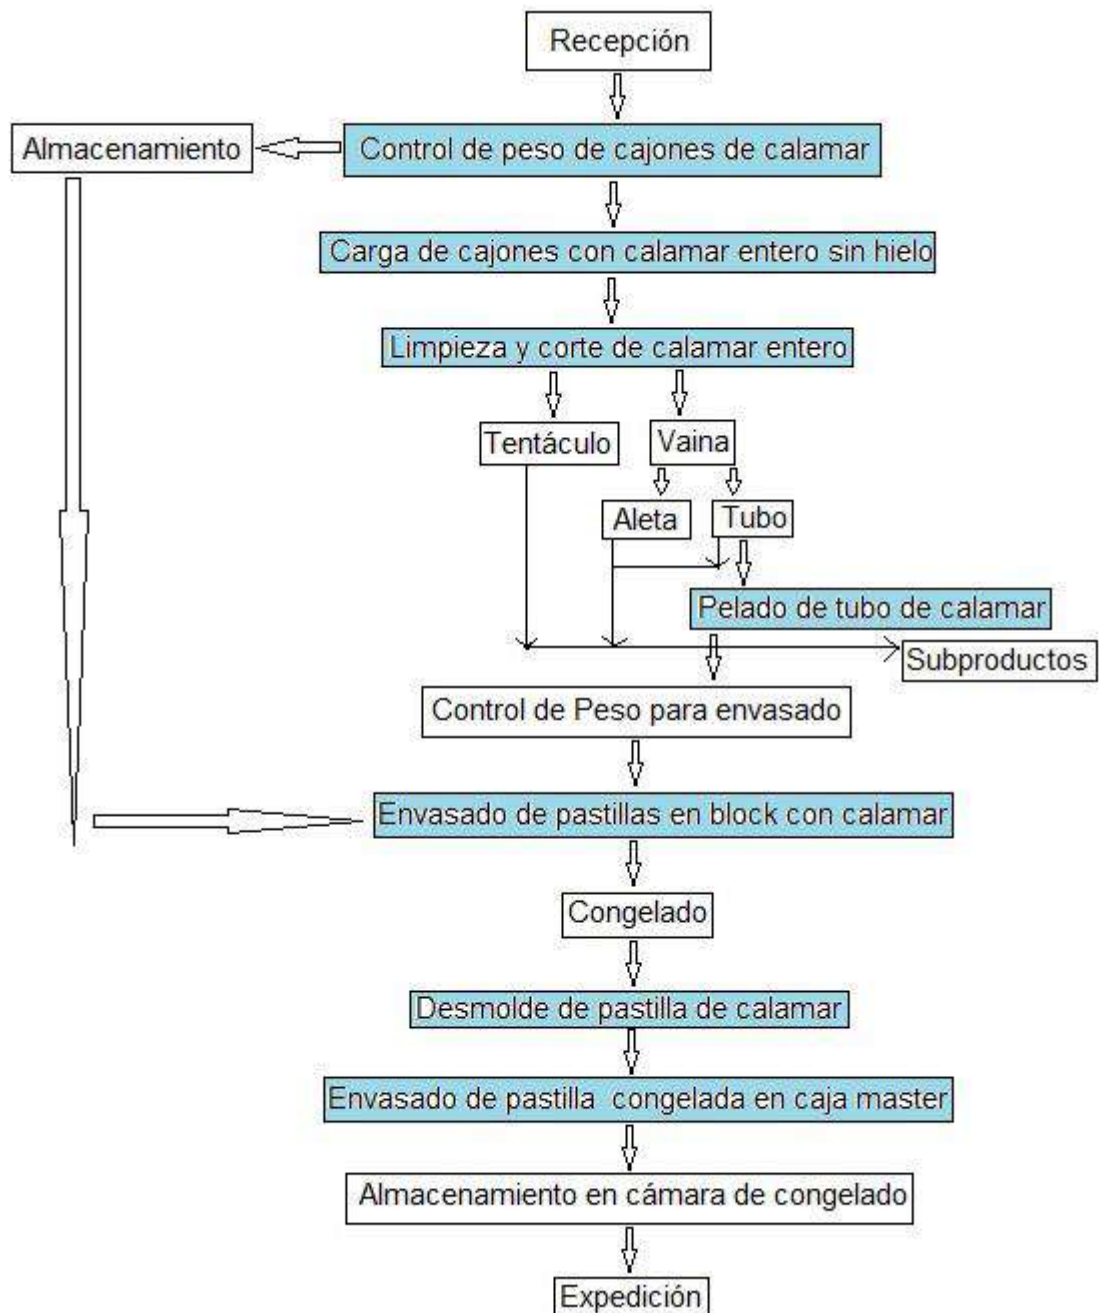 Recepción
Almacenamiento
Control de peso de cajones de calamar
Carga de cajones con calamar entero sin hielo
Limpieza y corte de calamar entero
Tentáculo
Vaina
Aleta
Tubo
Pelado de tubo de calamar
Subproductos
Control de Peso para envasado
Envasado de pastillas en block con calamar
Congelado
Desmolde de pastilla de calamar
Envasado de pastilla congelada en caja master
Almacenamiento en cámara de congelado
Expedición